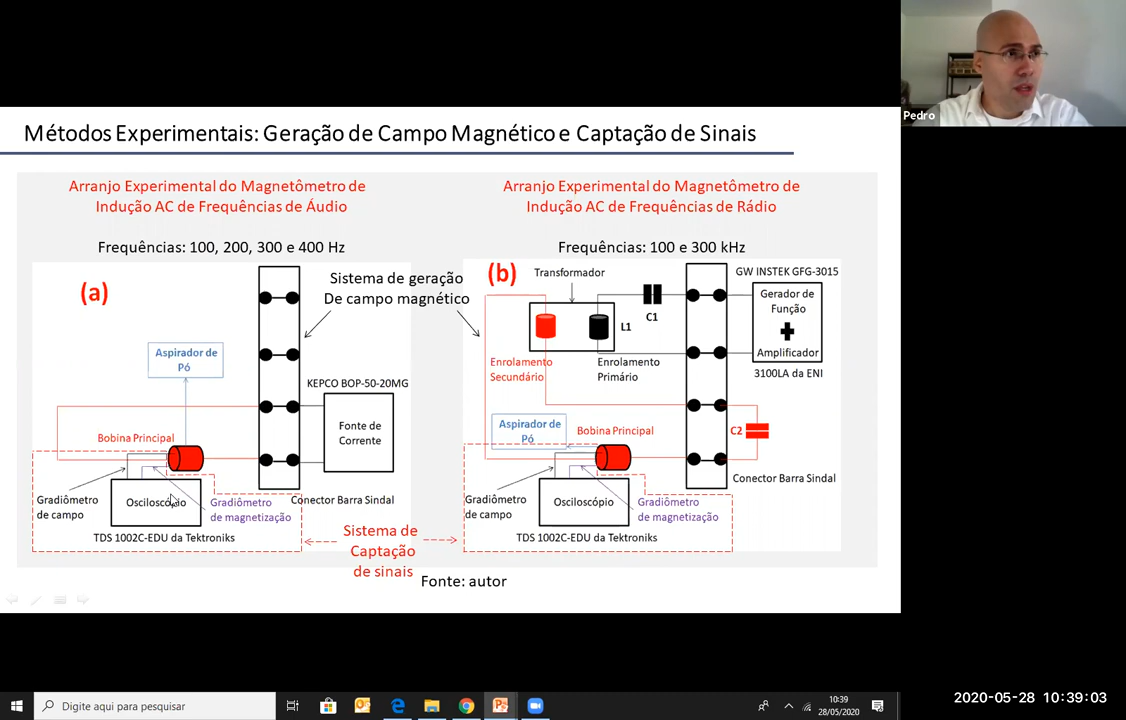 Pedro
Métodos Experimentais: Geração de Campo Magnético e Captação de Sinais
Arranjo Experimental do Magnetômetro de
Indução AC de Frequências de Áudio
Frequências: 100, 200, 300 e 400 Hz
(a)
Sistema de geração
De campo magnético
Aspirador de
Pó
KEPCO BOP-50-20MG
Fonte de
Corrente
Bobina Principal
Gradiômetro
de campo
Osciloscópio
Gradiômetro
de magnetização
Conector Barra Sindal
TDS 1002C-EDU da Tektroniks
Sistema de
Captação
de sinais
Arranjo Experimental do Magnetômetro de
Indução AC de Frequências de Rádio
Frequências: 100 e 300 kHz
(b)
Transformador
GW INSTEK GFG-3015
C1
L1
Gerador de
Função
Amplificador
3100LA da ENI
Enrolamento
Secundário
Enrolamento
Primário
Aspirador de
Pó
Bobina Principal
C2
Gradiômetro
de campo
Osciloscópio
Gradiômetro
de magnetização
Conector Barra Sindal
TDS 1002C-EDU da Tektroniks
Fonte: autor
Digite aqui para pesquisar
10:39
28/05/2020
2020-05-28 10:39:03